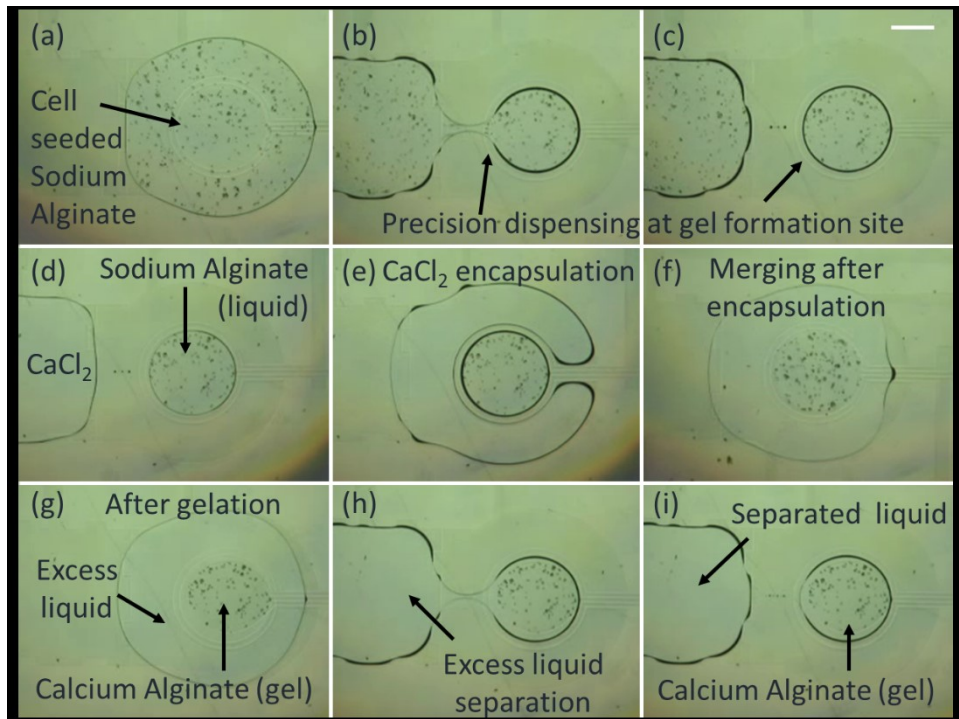 (a)
Cell
seeded
Sodium
Alginate
(b)
(c)
Precision dispensing at gel formation site
(d)
Sodium Alginate
(liquid)
CaCl₂
(e)
CaCl₂ encapsulation
(f)
Merging after
encapsulation
(g)
After gelation
Excess
liquid
Calcium Alginate (gel)
(h)
Excess liquid
separation
(i)
Separated liquid
Calcium Alginate (gel)